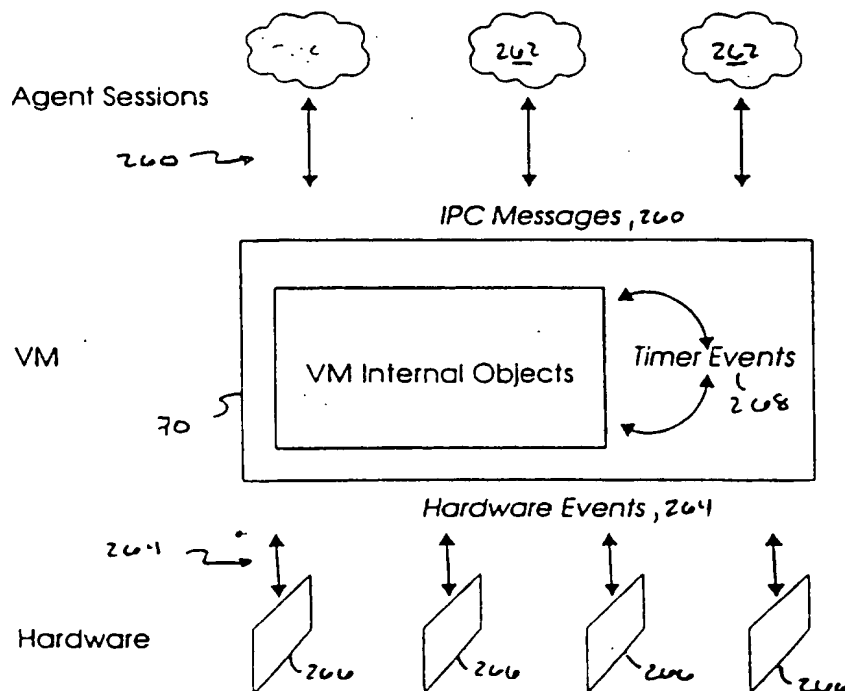 262 262
Agent Sessions
260
IPC Messages, 260
VM
VM Internal Objects
Timer Events
268
70
Hardware Events, 264
264
Hardware
266 266 266 266